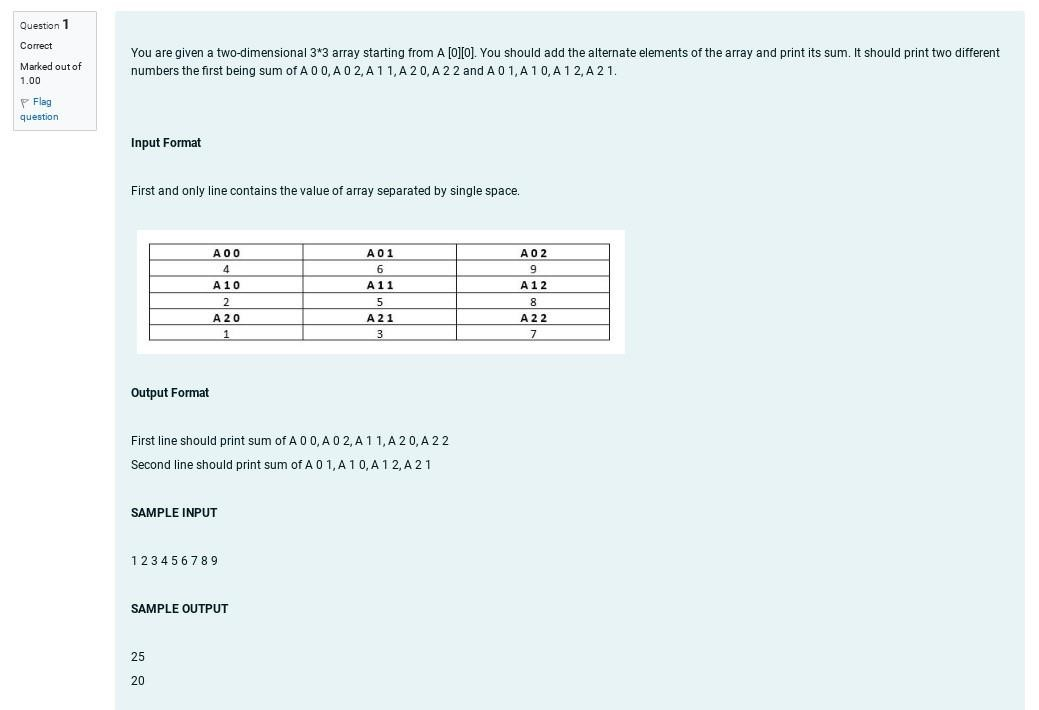 Question 1
Correct
Marked out of
1.00
Flag
question
You are given a two-dimensional 3*3 array starting from A [0][0]. You should add the alternate elements of the array and print its sum. It should print two different
numbers the first being sum of A 0 0, A 0 2, A 1 1, A 2 0, A 2 2 and A 0 1, A 1 0, A 1 2, A 2 1.
Input Format
First and only line contains the value of array separated by single space.
A 0 0 A 0 1 A 0 2
4 6 9
A 1 0 A 1 1 A 1 2
2 5 8
A 2 0 A 2 1 A 2 2
1 3 7
Output Format
First line should print sum of A 0 0, A 0 2, A 1 1, A 2 0, A 2 2
Second line should print sum of A 0 1, A 1 0, A 1 2, A 2 1
SAMPLE INPUT
1 2 3 4 5 6 7 8 9
SAMPLE OUTPUT
25
20